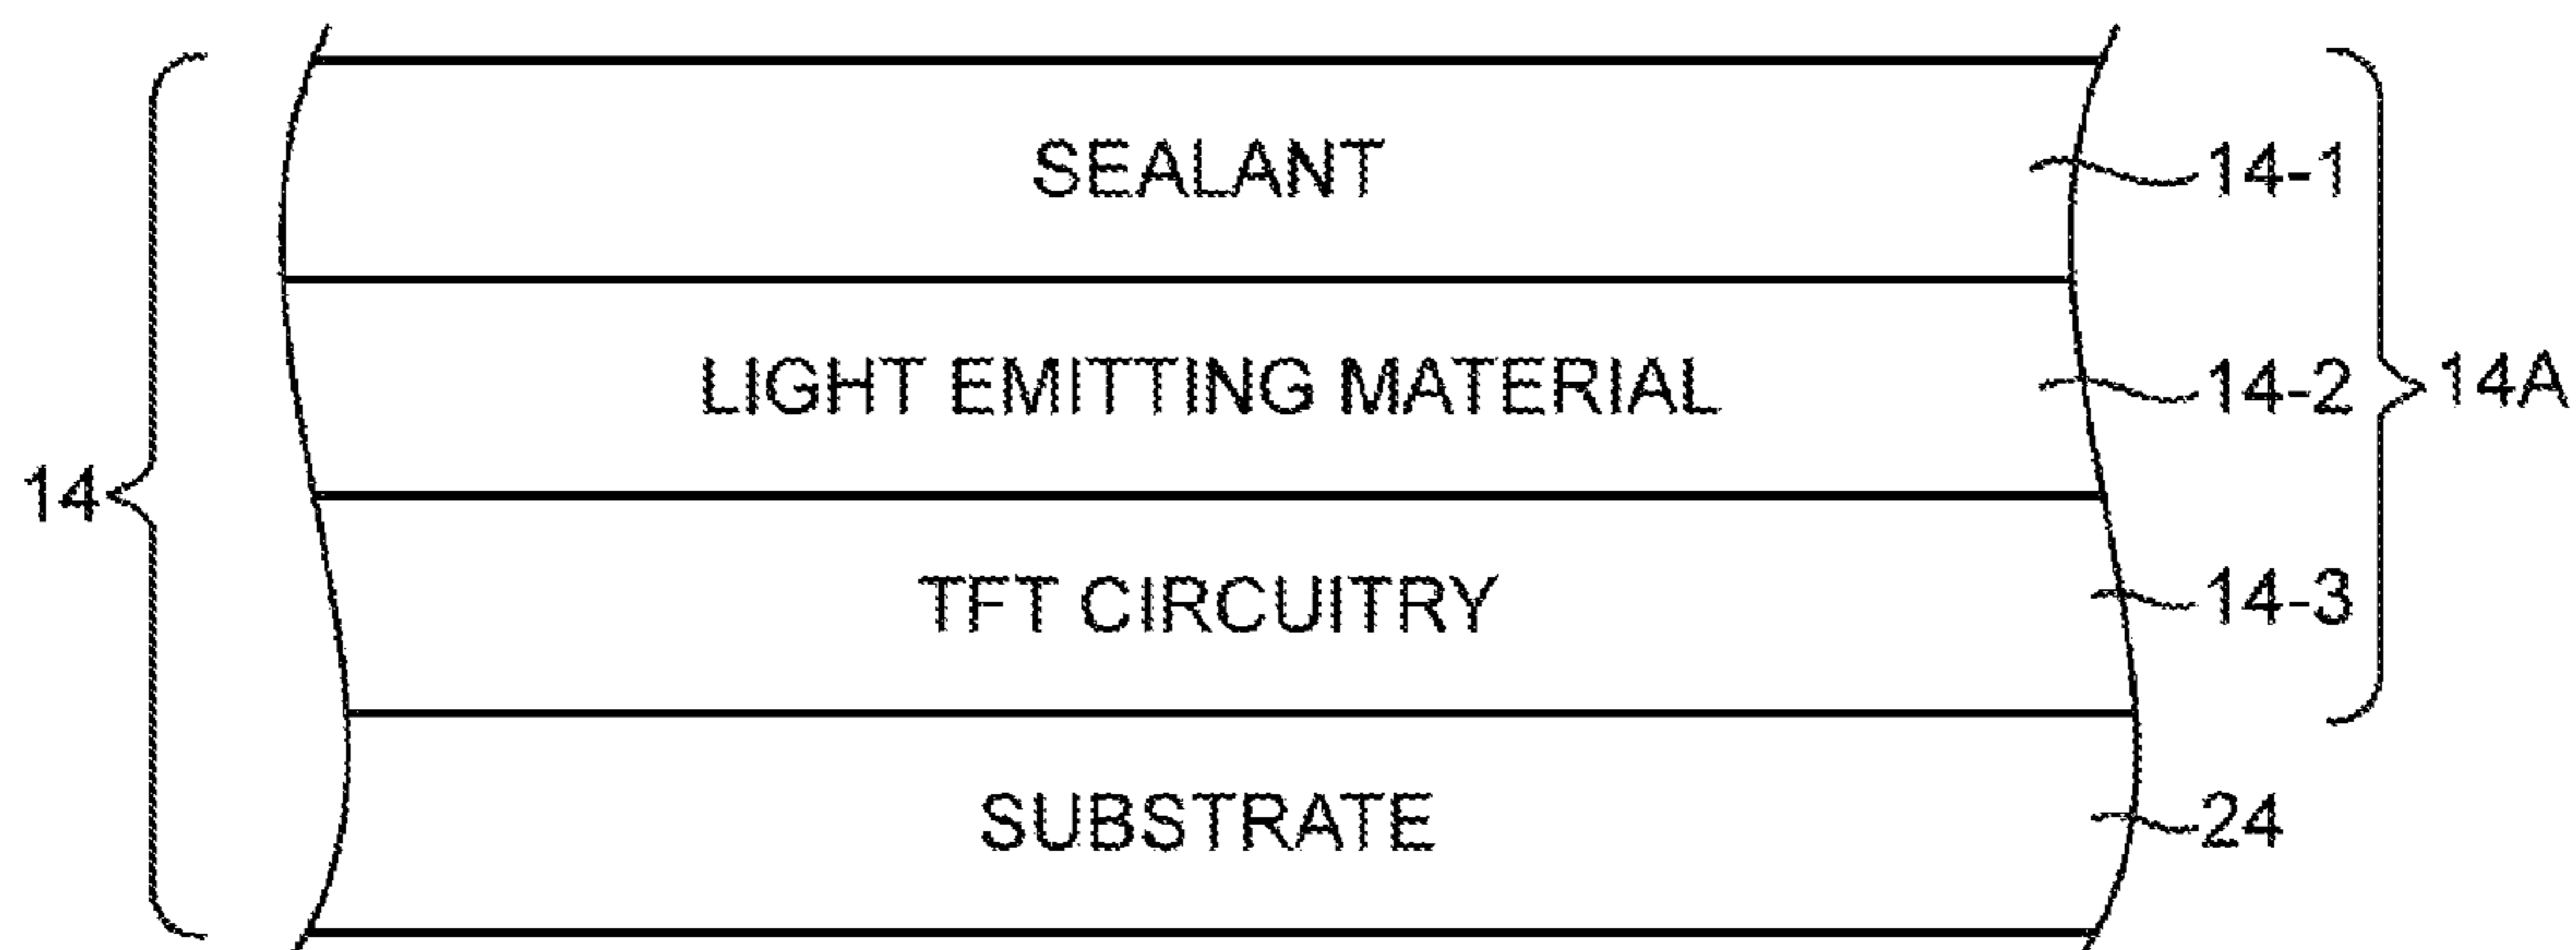 SEALANT 14-1
LIGHT EMITTING MATERIAL 14-2
14A
14
TFT CIRCUITRY 14-3
SUBSTRATE 24